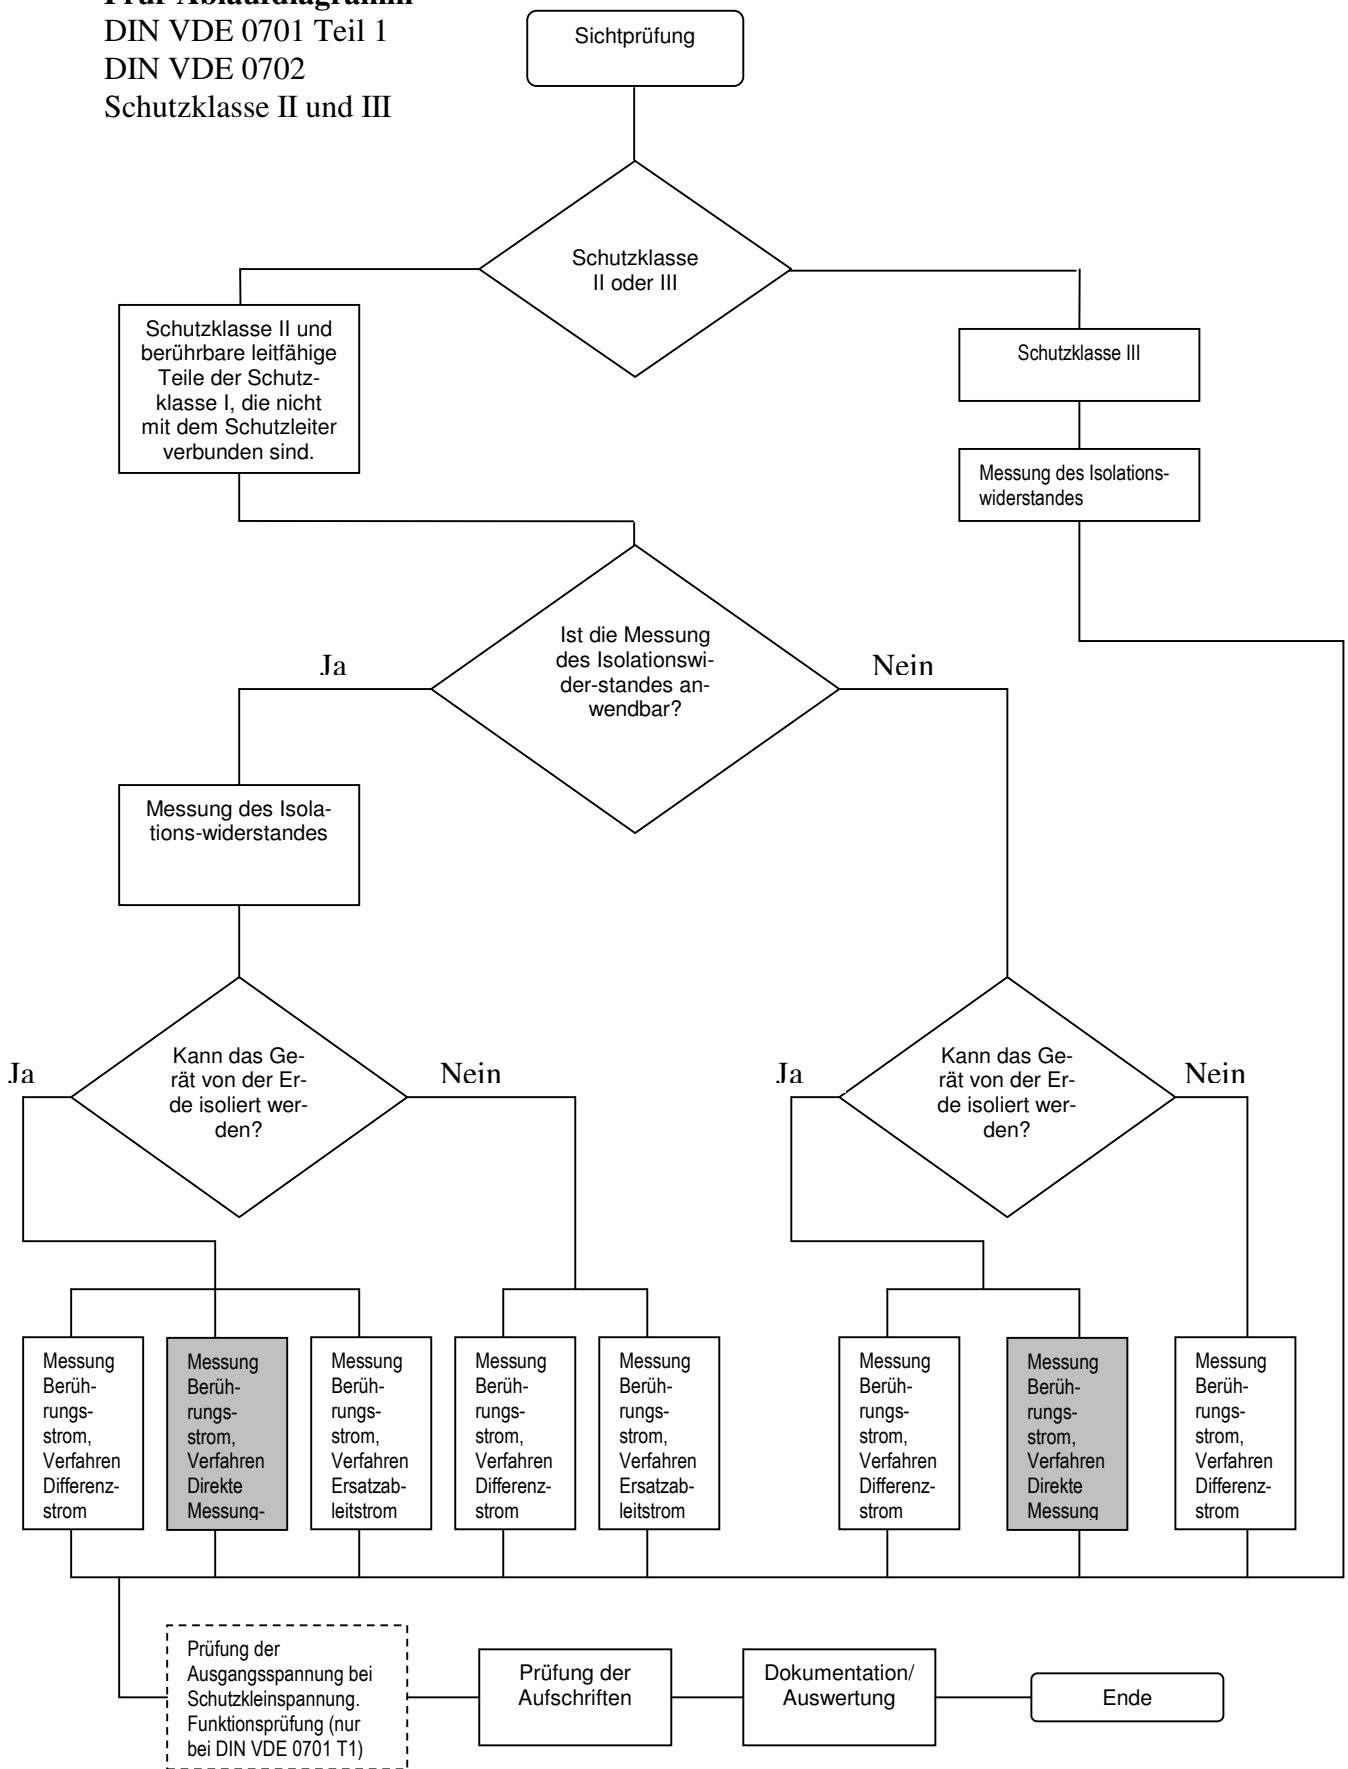 Prüf Ablaufdiagramm
DIN VDE 0701 Teil 1
DIN VDE 0702
Schutzklasse II und III
Sichtprüfung
Schutzklasse
II oder III
Schutzklasse II und
berührbare leitfähige
Teile der Schutz-
klasse I, die nicht
mit dem Schutzleiter
verbunden sind.
Schutzklasse III
Messung des Isolations-
widerstandes
Ist die Messung
des Isolationswi-
der-standes an-
wendbar?
Ja
Nein
Messung des Isola-
tions-widerstandes
Kann das Ge-
rät von der Er-
de isoliert wer-
den?
Ja
Nein
Kann das Ge-
rät von der Er-
de isoliert wer-
den?
Ja
Nein
Messung
Berüh-
rungs-
strom,
Verfahren
Differenz-
strom
Messung
Berüh-
rungs-
strom,
Verfahren
Direkte
Messung-
Messung
Berüh-
rungs-
strom,
Verfahren
Ersatzab-
leitstrom
Messung
Berüh-
rungs-
strom,
Verfahren
Differenz-
strom
Messung
Berüh-
rungs-
strom,
Verfahren
Ersatzab-
leitstrom
Messung
Berüh-
rungs-
strom,
Verfahren
Differenz-
strom
Messung
Berüh-
rungs-
strom,
Verfahren
Direkte
Messung
Messung
Berüh-
rungs-
strom,
Verfahren
Differenz-
strom
Prüfung der
Ausgangsspannung bei
Schutzkleinspannung.
Funktionsprüfung (nur
bei DIN VDE 0701 T1)
Prüfung der
Aufschriften
Dokumentation/
Auswertung
Ende